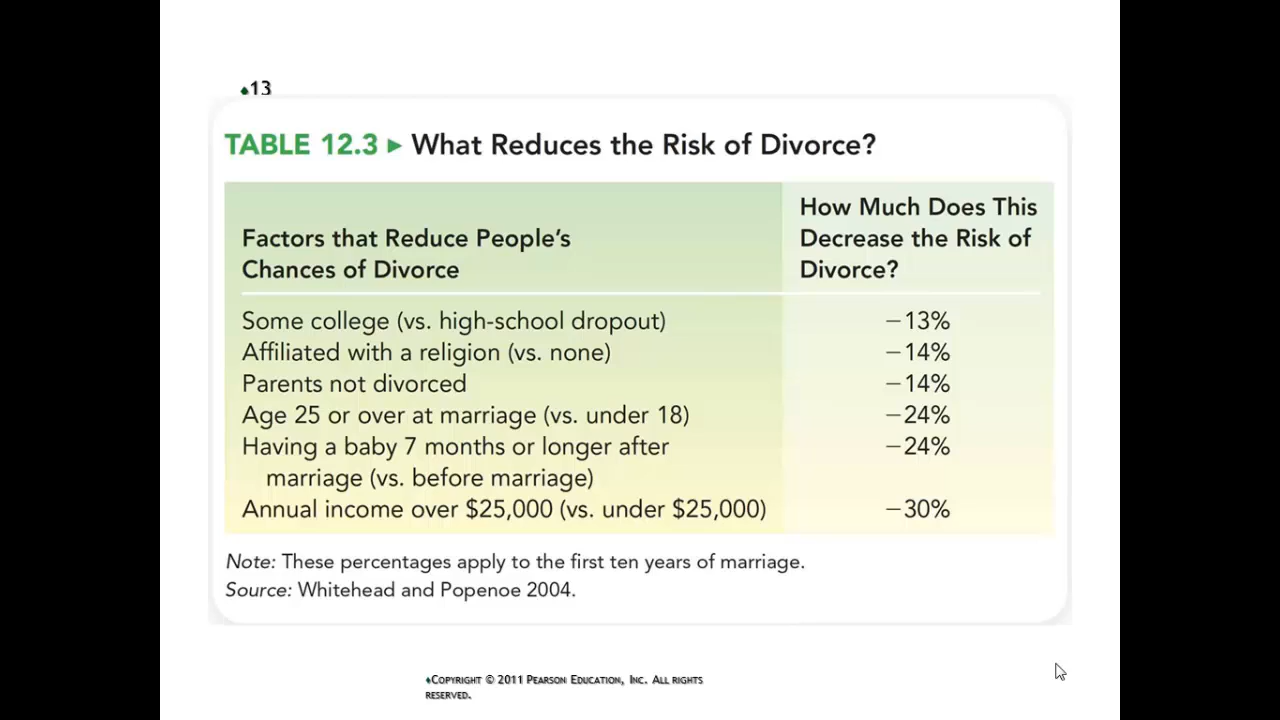 ♦13
TABLE 12.3 ► What Reduces the Risk of Divorce?
Factors that Reduce People's
Chances of Divorce
How Much Does This
Decrease the Risk of
Divorce?
Some college (vs. high-school dropout) −13%
Affiliated with a religion (vs. none) −14%
Parents not divorced −14%
Age 25 or over at marriage (vs. under 18) −24%
Having a baby 7 months or longer after −24%
marriage (vs. before marriage)
Annual income over $25,000 (vs. under $25,000) −30%
Note: These percentages apply to the first ten years of marriage.
Source: Whitehead and Popenoe 2004.
♦COPYRIGHT © 2011 PEARSON EDUCATION, INC. ALL RIGHTS
RESERVED.